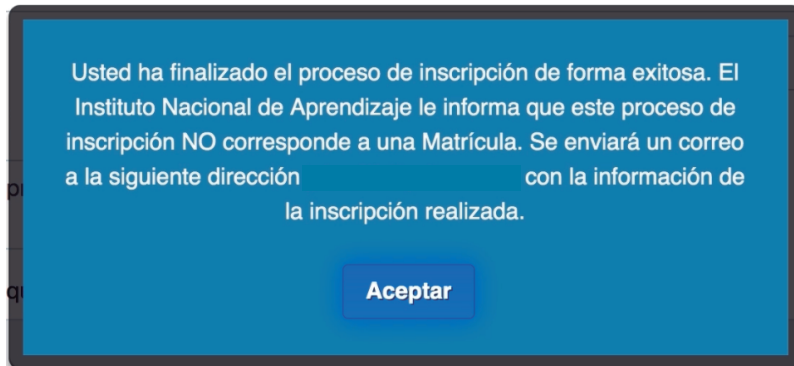 Usted ha finalizado el proceso de inscripción de forma exitosa. El
Instituto Nacional de Aprendizaje le informa que este proceso de
inscripción NO corresponde a una Matrícula. Se enviará un correo
a la siguiente dirección con la información de
la inscripción realizada.
Aceptar